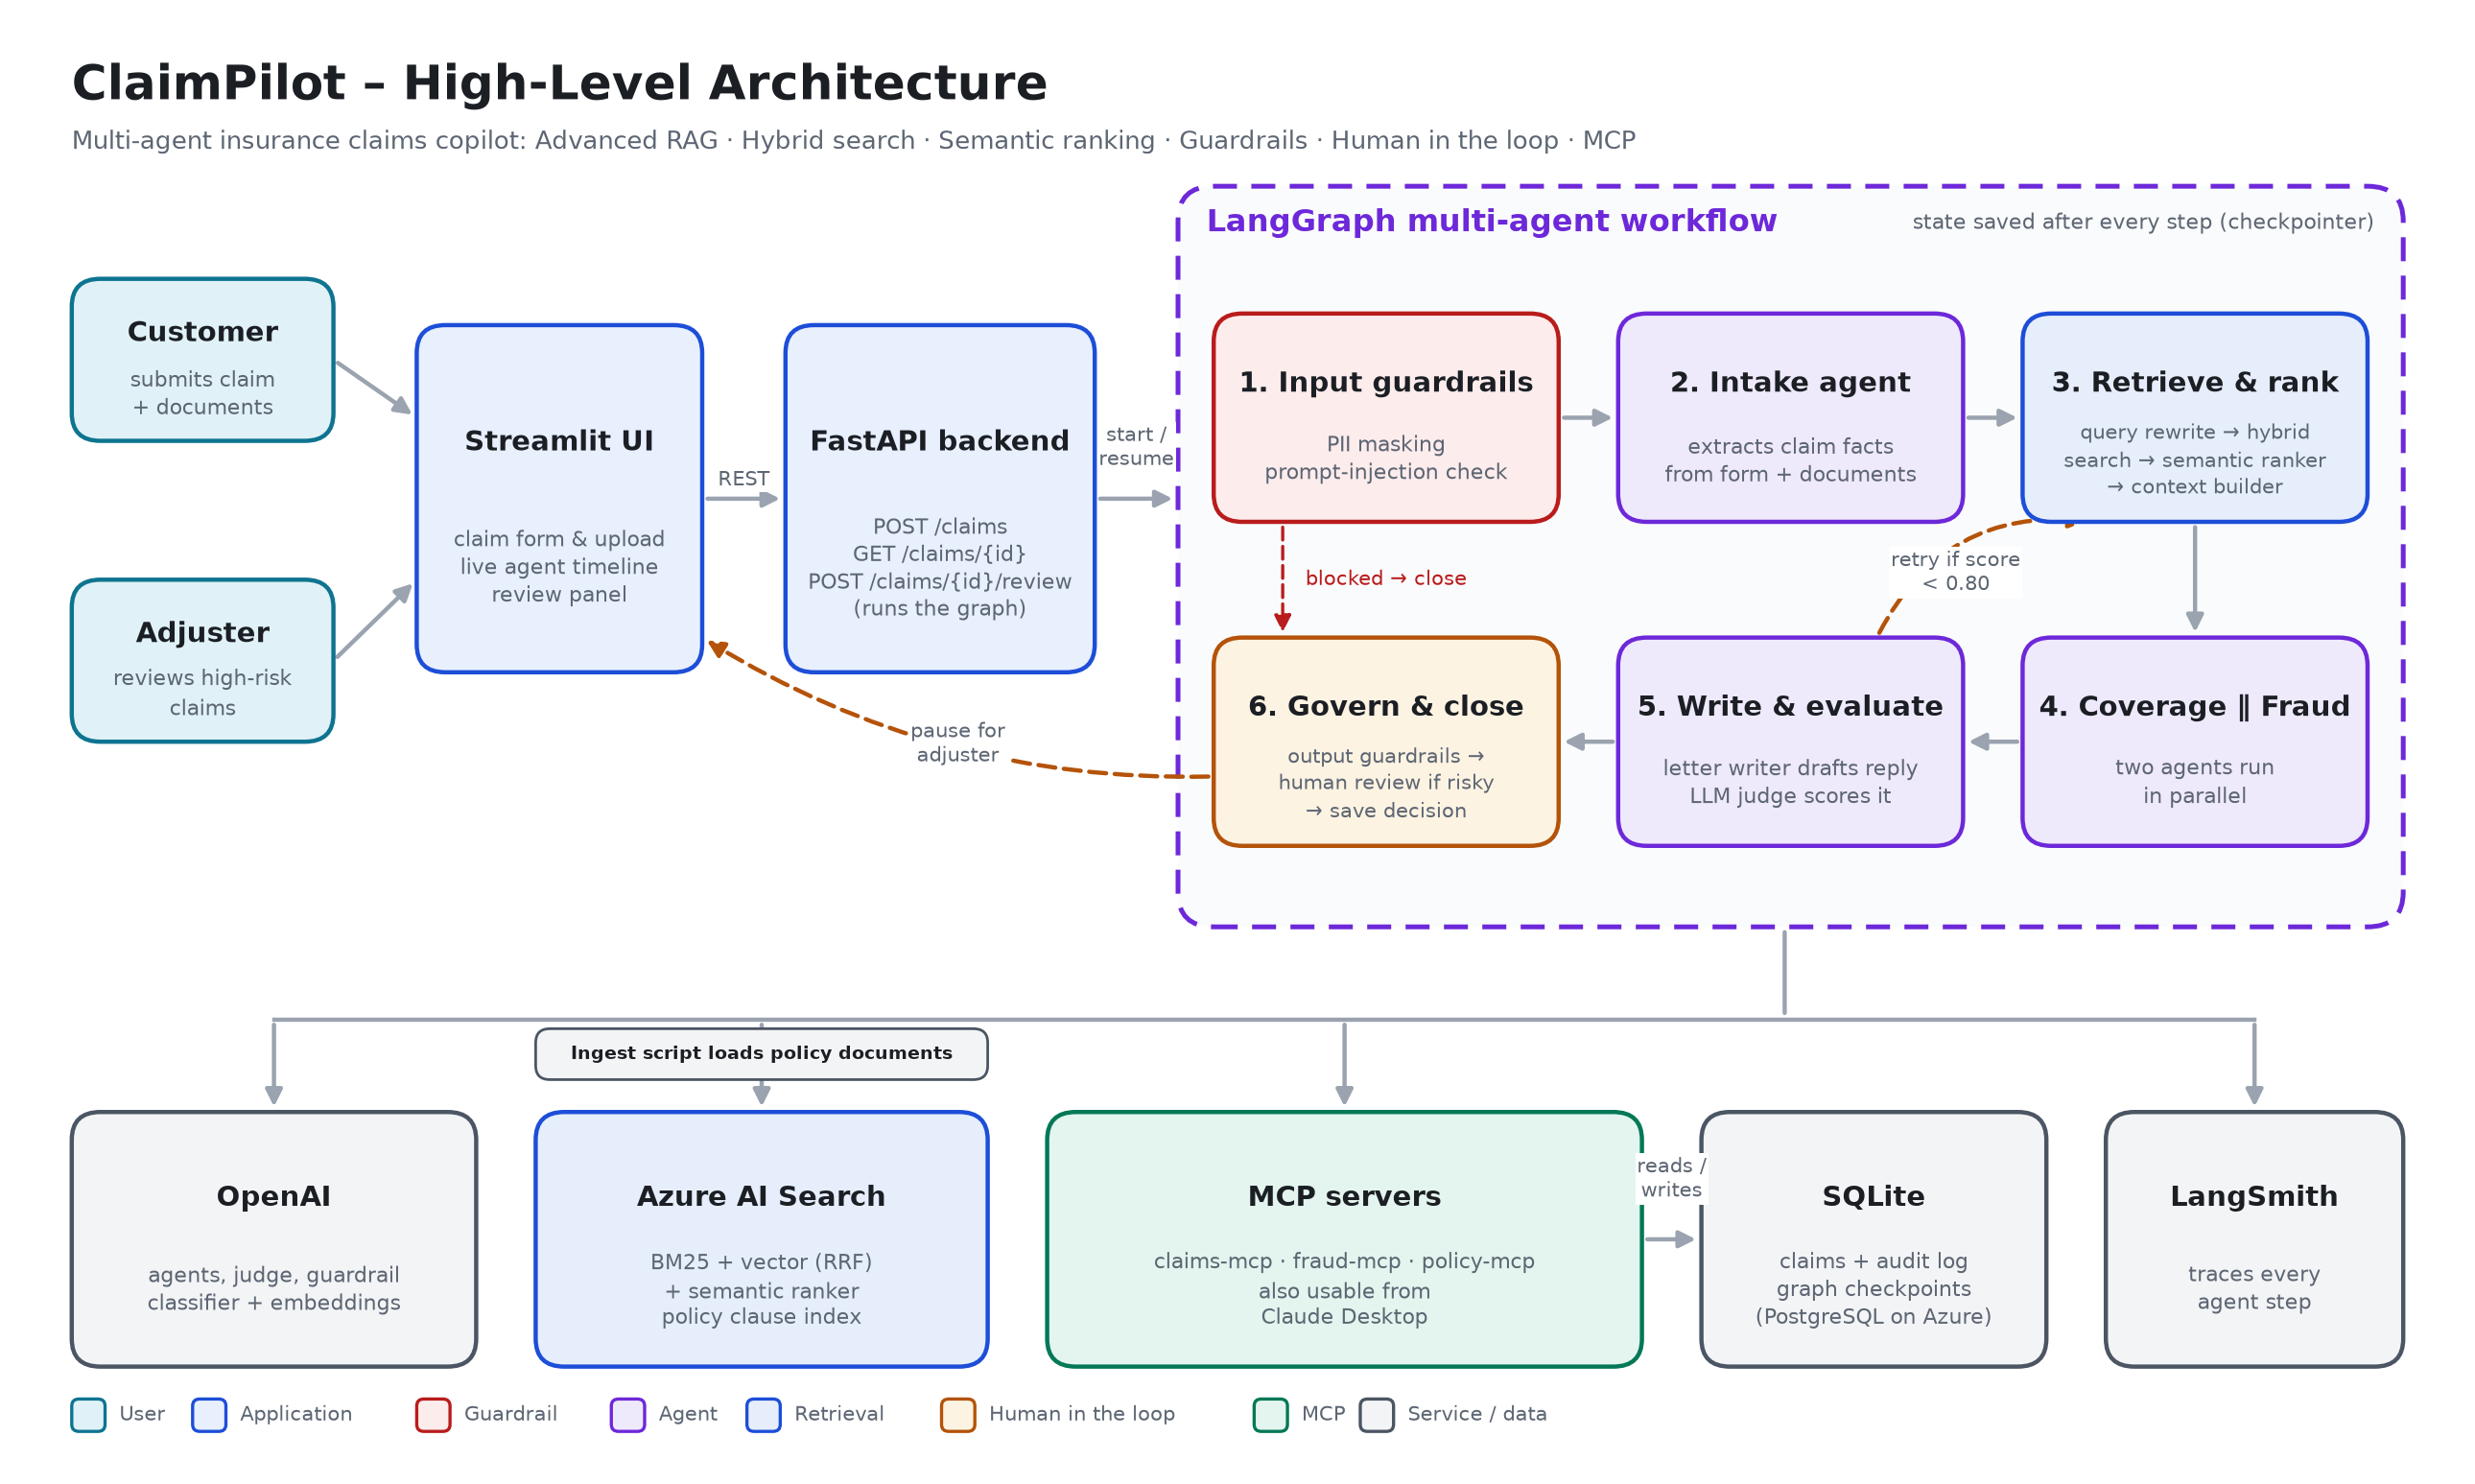 ClaimPilot – High-Level Architecture
Multi-agent insurance claims copilot: Advanced RAG · Hybrid search · Semantic ranking · Guardrails · Human in the loop · MCP
LangGraph multi-agent workflow
state saved after every step (checkpointer)
Customer
submits claim
+ documents
Adjuster
reviews high-risk
claims
Streamlit UI
claim form & upload
live agent timeline
review panel
REST
FastAPI backend
POST /claims
GET /claims/{id}
POST /claims/{id}/review
(runs the graph)
start /
resume
pause for
adjuster
1. Input guardrails
PII masking
prompt-injection check
2. Intake agent
extracts claim facts
from form + documents
3. Retrieve & rank
query rewrite → hybrid
search → semantic ranker
→ context builder
blocked → close
retry if score
< 0.80
6. Govern & close
output guardrails →
human review if risky
→ save decision
5. Write & evaluate
letter writer drafts reply
LLM judge scores it
4. Coverage ∥ Fraud
two agents run
in parallel
Ingest script loads policy documents
OpenAI
agents, judge, guardrail
classifier + embeddings
Azure AI Search
BM25 + vector (RRF)
+ semantic ranker
policy clause index
MCP servers
claims-mcp · fraud-mcp · policy-mcp
also usable from
Claude Desktop
reads /
writes
SQLite
claims + audit log
graph checkpoints
(PostgreSQL on Azure)
LangSmith
traces every
agent step
User
Application
Guardrail
Agent
Retrieval
Human in the loop
MCP
Service / data